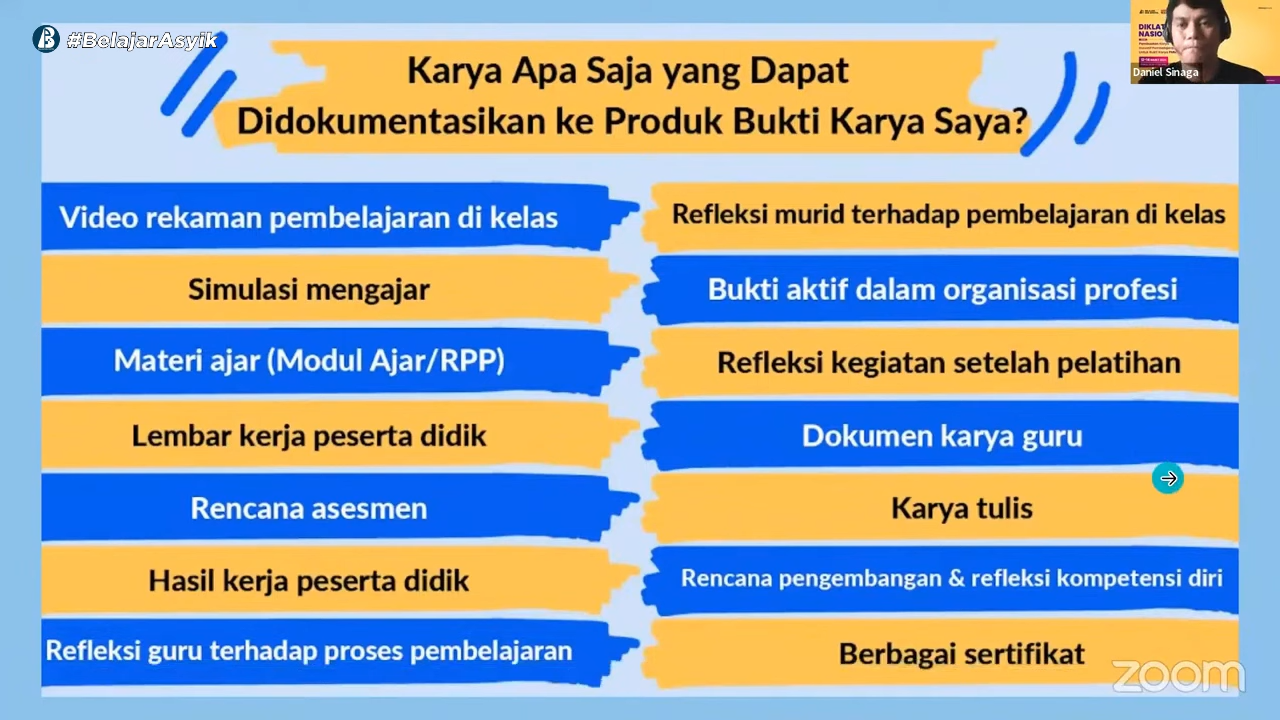 #BelajarAsyik
DIKLAT
NASIO
Daniel Sinaga
Karya Apa Saja yang Dapat
Didokumentasikan ke Produk Bukti Karya Saya?
Video rekaman pembelajaran di kelas
Simulasi mengajar
Materi ajar (Modul Ajar/RPP)
Lembar kerja peserta didik
Rencana asesmen
Hasil kerja peserta didik
Refleksi guru terhadap proses pembelajaran
Refleksi murid terhadap pembelajaran di kelas
Bukti aktif dalam organisasi profesi
Refleksi kegiatan setelah pelatihan
Dokumen karya guru
Karya tulis
Rencana pengembangan & refleksi kompetensi diri
Berbagai sertifikat
zoom